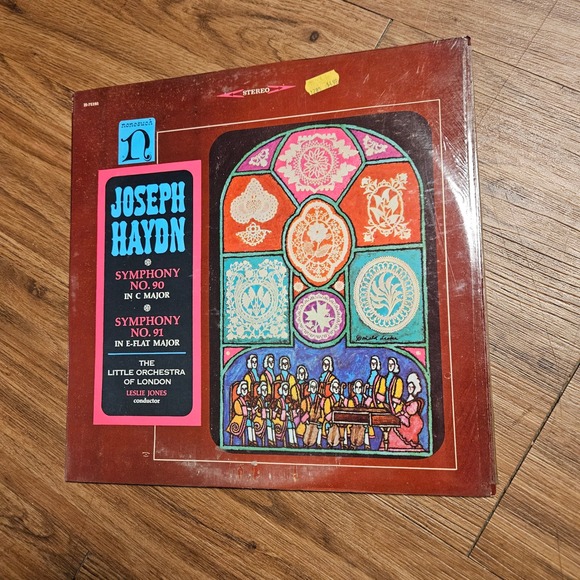 STEREO
nonesuch
n
JOSEPH
HAYDN
SYMPHONY
NO. 90
IN C MAJOR
SYMPHONY
NO. 91
IN E-FLAT MAJOR
THE
LITTLE ORCHESTRA
OF LONDON
LESLIE JONES
conductor